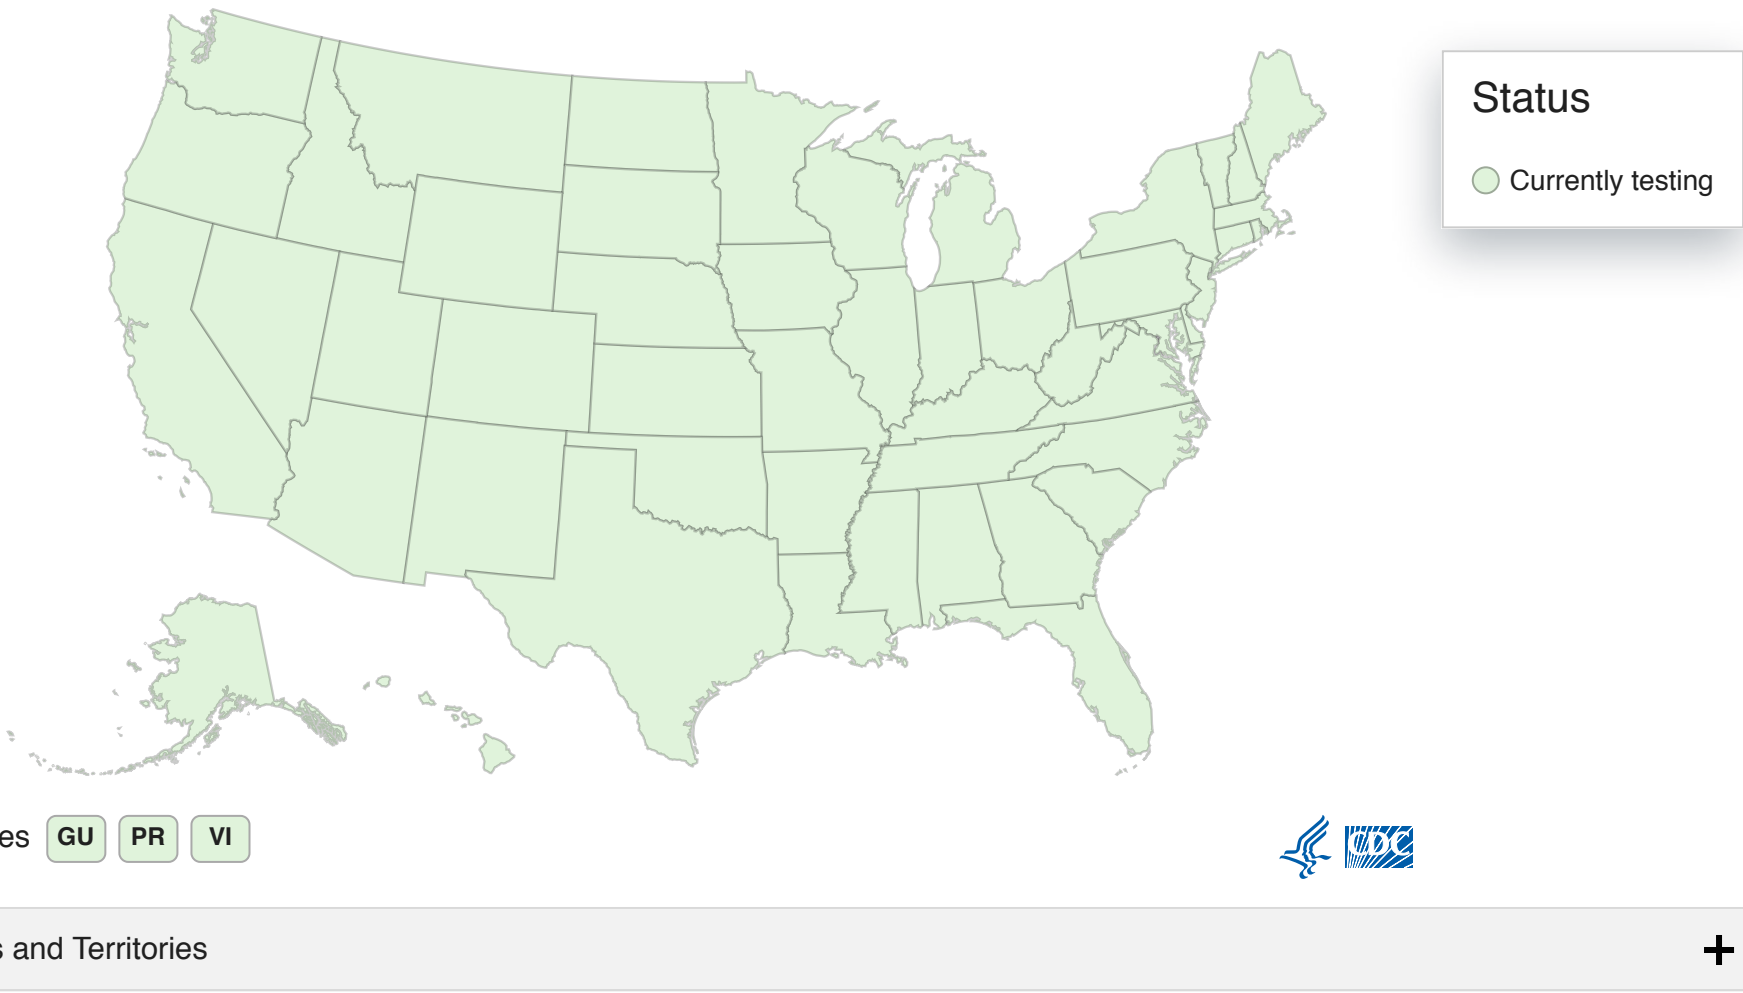 Status
Currently testing
es GU PR VI
CDC
s and Territories